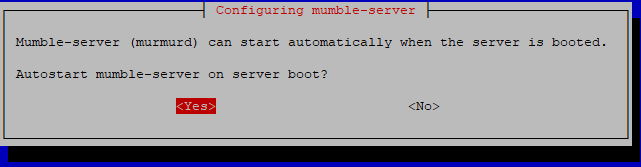 Configuring mumble-server
Mumble-server (murmurd) can start automatically when the server is booted.
Autostart mumble-server on server boot?
<Yes> <No>